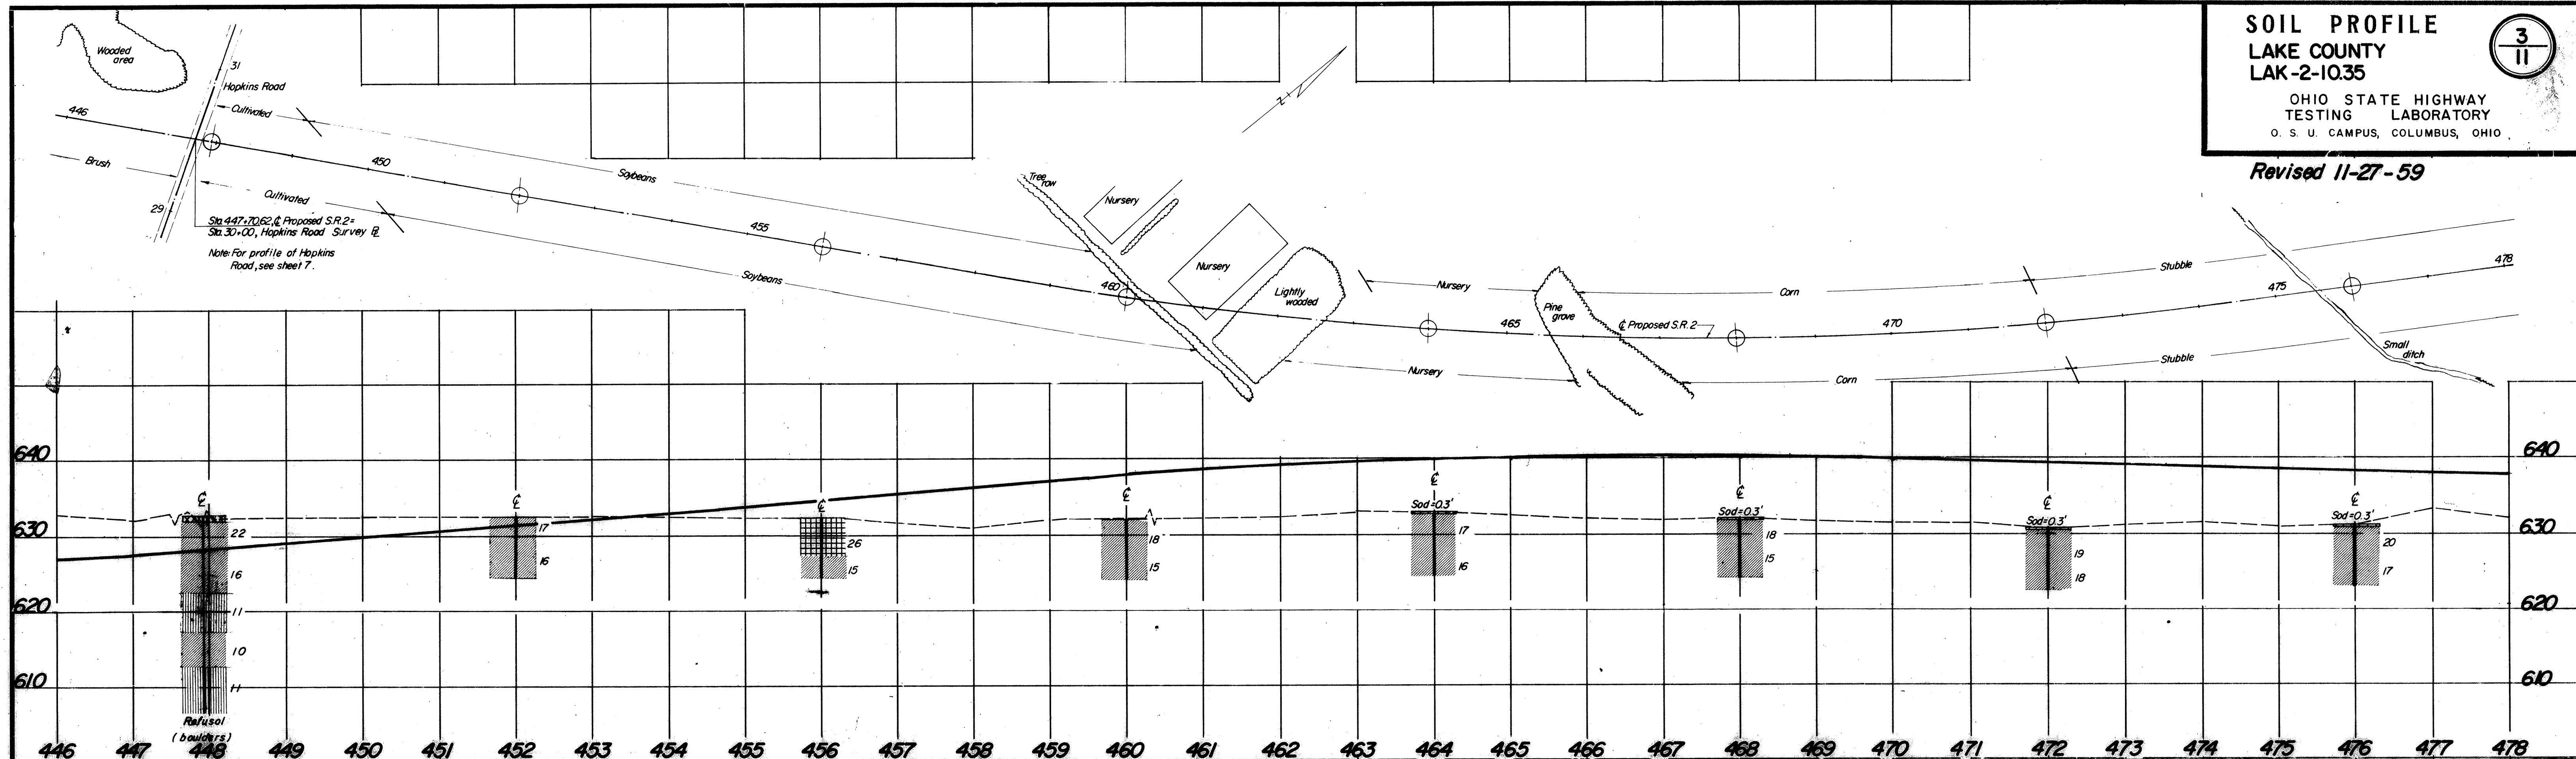 SOIL PROFILE
LAKE COUNTY
LAK-2-10.35
3
11
OHIO STATE HIGHWAY
TESTING LABORATORY
O. S. U. CAMPUS, COLUMBUS, OHIO
Revised 11-27-59
Wooded
area
31
Hopkins Road
Cultivated
446
450
Brush
Soybeans
Cultivated
29
Sta. 447+70.62, ℄ Proposed S.R. 2 =
Sta. 30+00, Hopkins Road Survey ℄
Note: For profile of Hopkins
Road, see sheet 7.
455
Soybeans
Tree
row
Nursery
Nursery
460
Lightly
wooded
Nursery
Nursery
465
Pine
grove
℄ Proposed S.R. 2
Corn
Corn
470
Stubble
Stubble
475
478
Small
ditch
640
640
℄
℄
℄
℄
℄
℄
℄
℄
Sod=0.3'
Sod=0.3'
Sod=0.3'
Sod=0.3'
630
22
17
26
18
17
18
19
20
630
16
16
15
15
16
15
18
17
620
11
620
10
610
11
610
Refusal
(boulders)
446 447 448 449 450 451 452 453 454 455 456 457 458 459 460 461 462 463 464 465 466 467 468 469 470 471 472 473 474 475 476 477 478